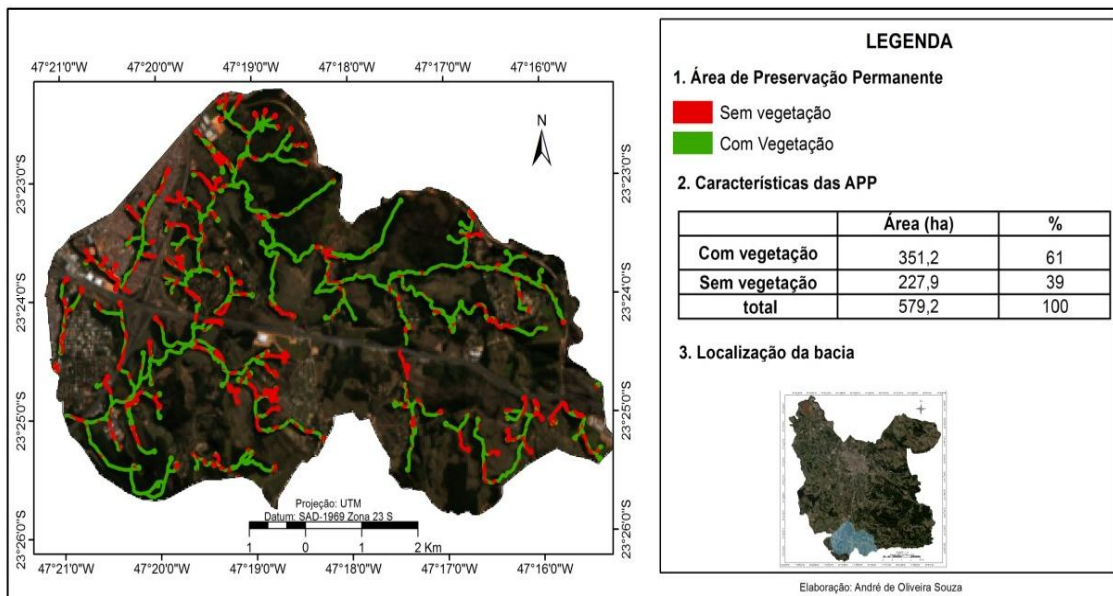 LEGENDA
1. Área de Preservação Permanente
Sem vegetação
Com Vegetação
2. Características das APP
Área (ha) %
Com vegetação 351,2 61
Sem vegetação 227,9 39
total 579,2 100
3. Localização da bacia
47°21'0"W 47°20'0"W 47°19'0"W 47°18'0"W 47°17'0"W 47°16'0"W
N
23°23'0"S 23°23'0"S
23°24'0"S 23°24'0"S
23°25'0"S 23°25'0"S
23°26'0"S 23°26'0"S
Projeção: UTM
Datum: SAD-1969 Zona 23 S
1 0 1 2 Km
47°21'0"W 47°20'0"W 47°19'0"W 47°18'0"W 47°17'0"W 47°16'0"W
Elaboração: André de Oliveira Souza